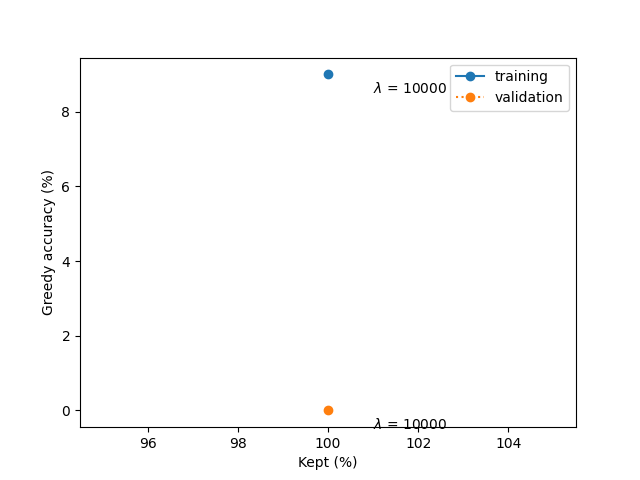 training
validation
λ = 10000
λ = 10000
Greedy accuracy (%)
8
6
4
2
0
96
98
100
102
104
Kept (%)